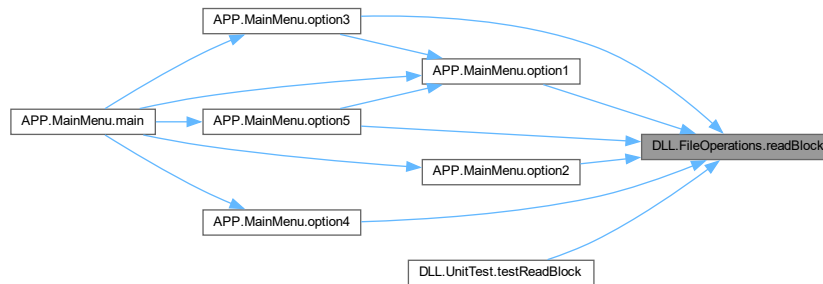 APP.MainMenu.option3
APP.MainMenu.option1
APP.MainMenu.main
APP.MainMenu.option5
DLL.FileOperations.readBlock
APP.MainMenu.option2
APP.MainMenu.option4
DLL.UnitTest.testReadBlock